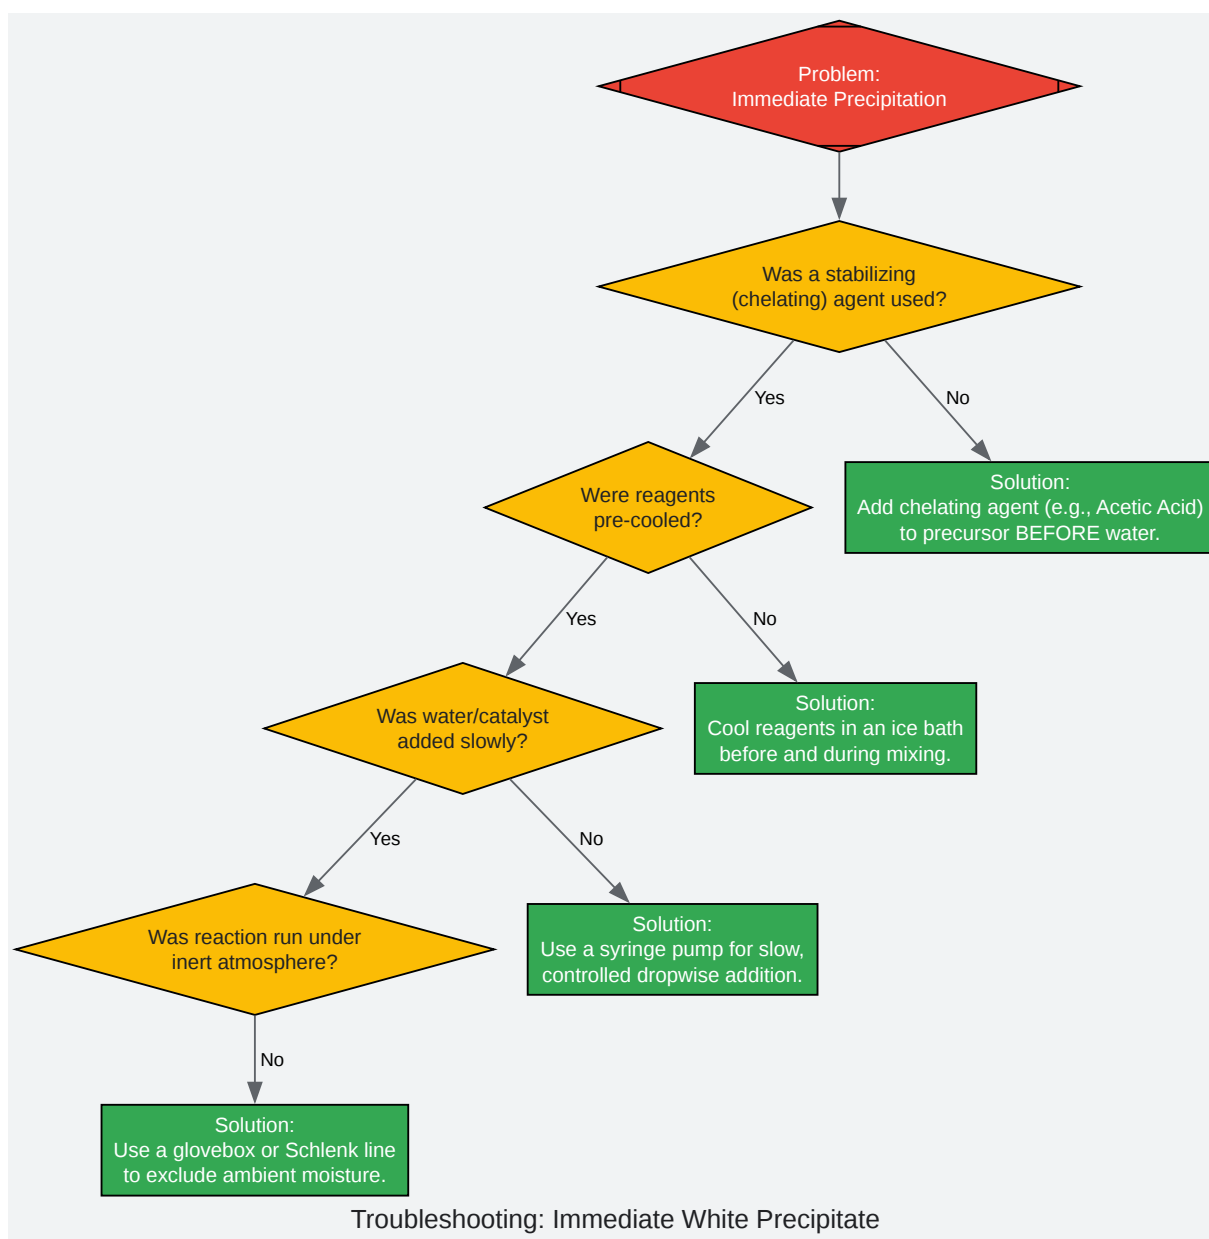 Problem:
Immediate Precipitation
Was a stabilizing
(chelating) agent used?
Yes
No
Were reagents
pre-cooled?
Solution:
Add chelating agent (e.g., Acetic Acid)
to precursor BEFORE water.
Yes
No
Was water/catalyst
added slowly?
Solution:
Cool reagents in an ice bath
before and during mixing.
Yes
No
Was reaction run under
inert atmosphere?
Solution:
Use a syringe pump for slow,
controlled dropwise addition.
No
Solution:
Use a glovebox or Schlenk line
to exclude ambient moisture.
Troubleshooting: Immediate White Precipitate